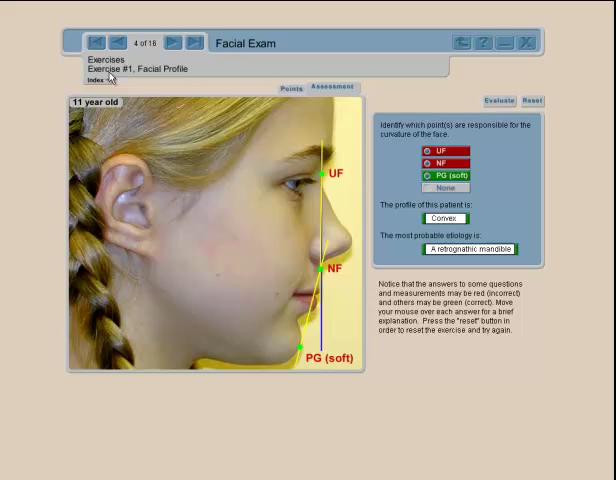 4 of 16
Facial Exam
Exercises
Exercise #1, Facial Profile
Index
Points
Assessment
Evaluate
Reset
11 year old
UF
NF
PG (soft)
Identify which point(s) are responsible for the
curvature of the face.
UF
NF
PG (soft)
None
The profile of this patient is:
Convex
The most probable etiology is:
A retrognathic mandible
Notice that the answers to some questions
and measurements may be red (incorrect)
and others may be green (correct). Move
your mouse over each answer for a brief
explanation. Press the "reset" button in
order to reset the exercise and try again.